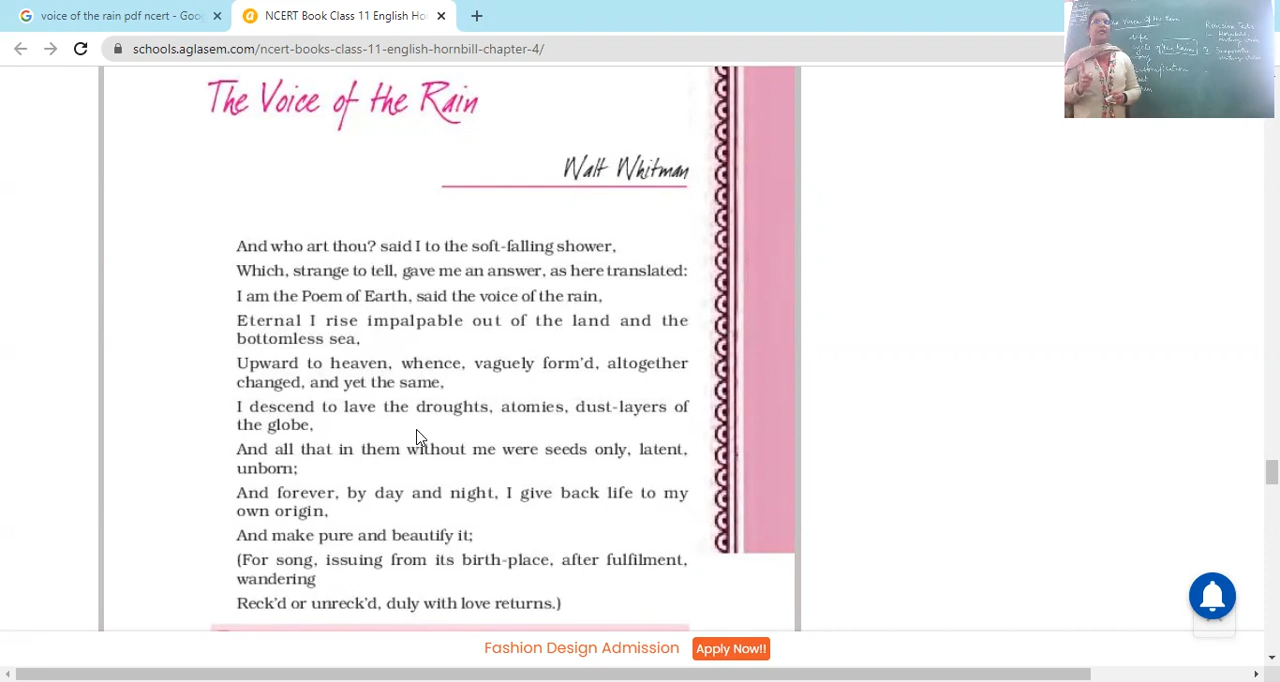 voice of the rain pdf ncert - Goo
NCERT Book Class 11 English Ho
schools.aglasem.com/ncert-books-class-11-english-hornbill-chapter-4/
The Voice of the Rain
Walt Whitman
And who art thou? said I to the soft-falling shower,
Which, strange to tell, gave me an answer, as here translated:
I am the Poem of Earth, said the voice of the rain,
Eternal I rise impalpable out of the land and the
bottomless sea,
Upward to heaven, whence, vaguely form'd, altogether
changed, and yet the same,
I descend to lave the droughts, atomies, dust-layers of
the globe,
And all that in them without me were seeds only, latent,
unborn;
And forever, by day and night, I give back life to my
own origin,
And make pure and beautify it;
(For song, issuing from its birth-place, after fulfilment,
wandering
Reck'd or unreck'd, duly with love returns.)
Fashion Design Admission
Apply Now!!
The Voice Of the Rain
Life